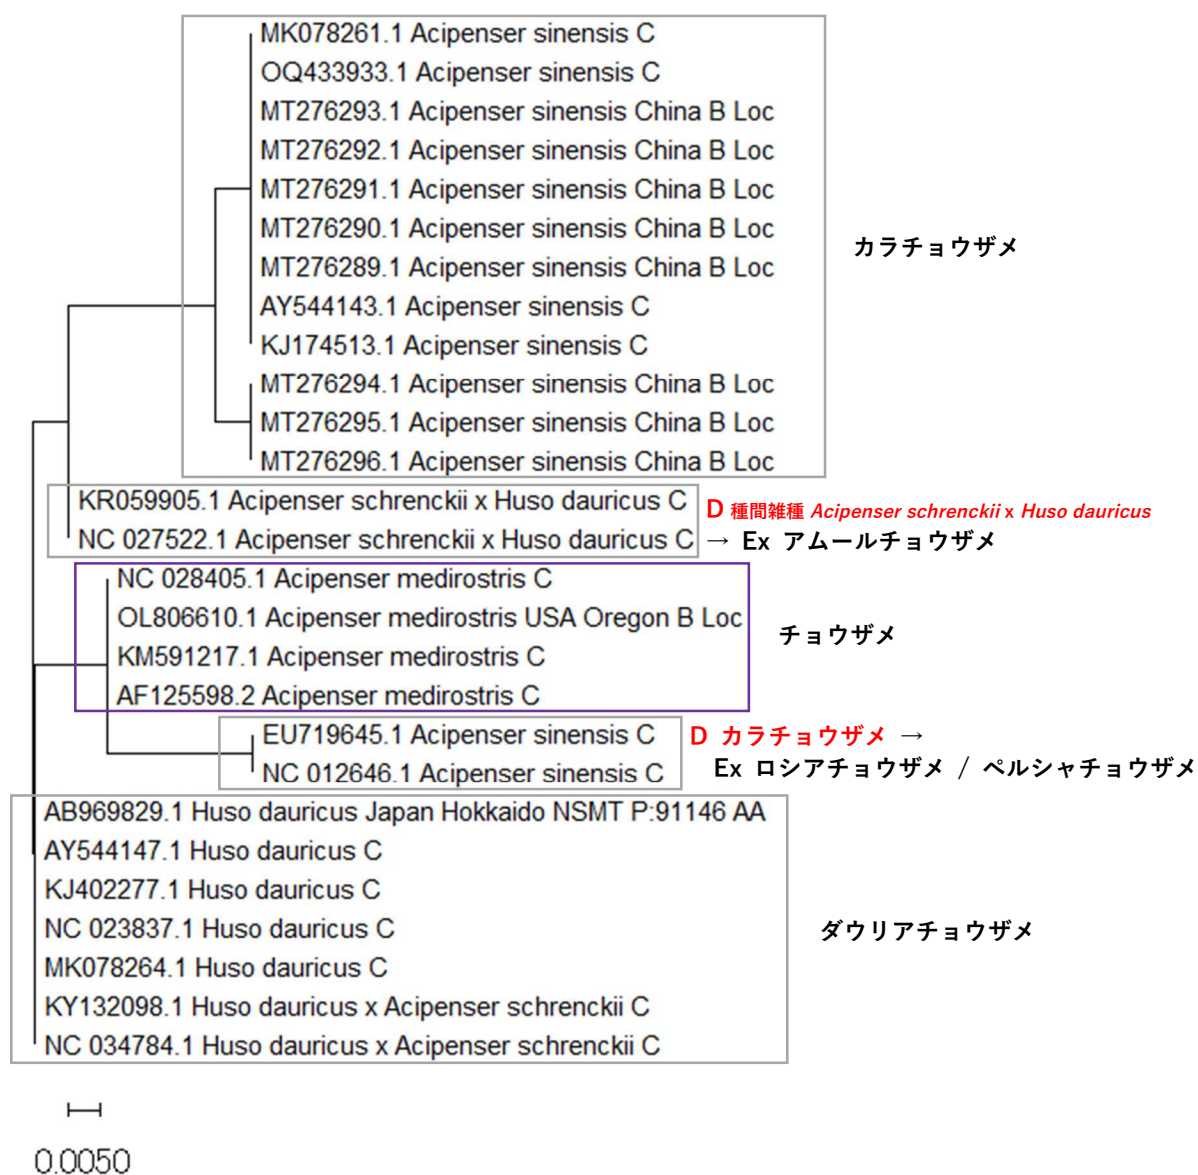 MK078261.1 Acipenser sinensis C
OQ433933.1 Acipenser sinensis C
MT276293.1 Acipenser sinensis China B Loc
MT276292.1 Acipenser sinensis China B Loc
MT276291.1 Acipenser sinensis China B Loc
MT276290.1 Acipenser sinensis China B Loc
カラチョウザメ
MT276289.1 Acipenser sinensis China B Loc
AY544143.1 Acipenser sinensis C
KJ174513.1 Acipenser sinensis C
MT276294.1 Acipenser sinensis China B Loc
MT276295.1 Acipenser sinensis China B Loc
MT276296.1 Acipenser sinensis China B Loc
KR059905.1 Acipenser schrenckii x Huso dauricus C
D 種間雑種 Acipenser schrenckii x Huso dauricus
NC 027522.1 Acipenser schrenckii x Huso dauricus C
→ Ex アムールチョウザメ
NC 028405.1 Acipenser medirostris C
OL806610.1 Acipenser medirostris USA Oregon B Loc
チョウザメ
KM591217.1 Acipenser medirostris C
AF125598.2 Acipenser medirostris C
EU719645.1 Acipenser sinensis C
D カラチョウザメ →
NC 012646.1 Acipenser sinensis C
Ex ロシアチョウザメ / ペルシャチョウザメ
AB969829.1 Huso dauricus Japan Hokkaido NSMT P:91146 AA
AY544147.1 Huso dauricus C
KJ402277.1 Huso dauricus C
NC 023837.1 Huso dauricus C
ダウリアチョウザメ
MK078264.1 Huso dauricus C
KY132098.1 Huso dauricus x Acipenser schrenckii C
NC 034784.1 Huso dauricus x Acipenser schrenckii C
0.0050